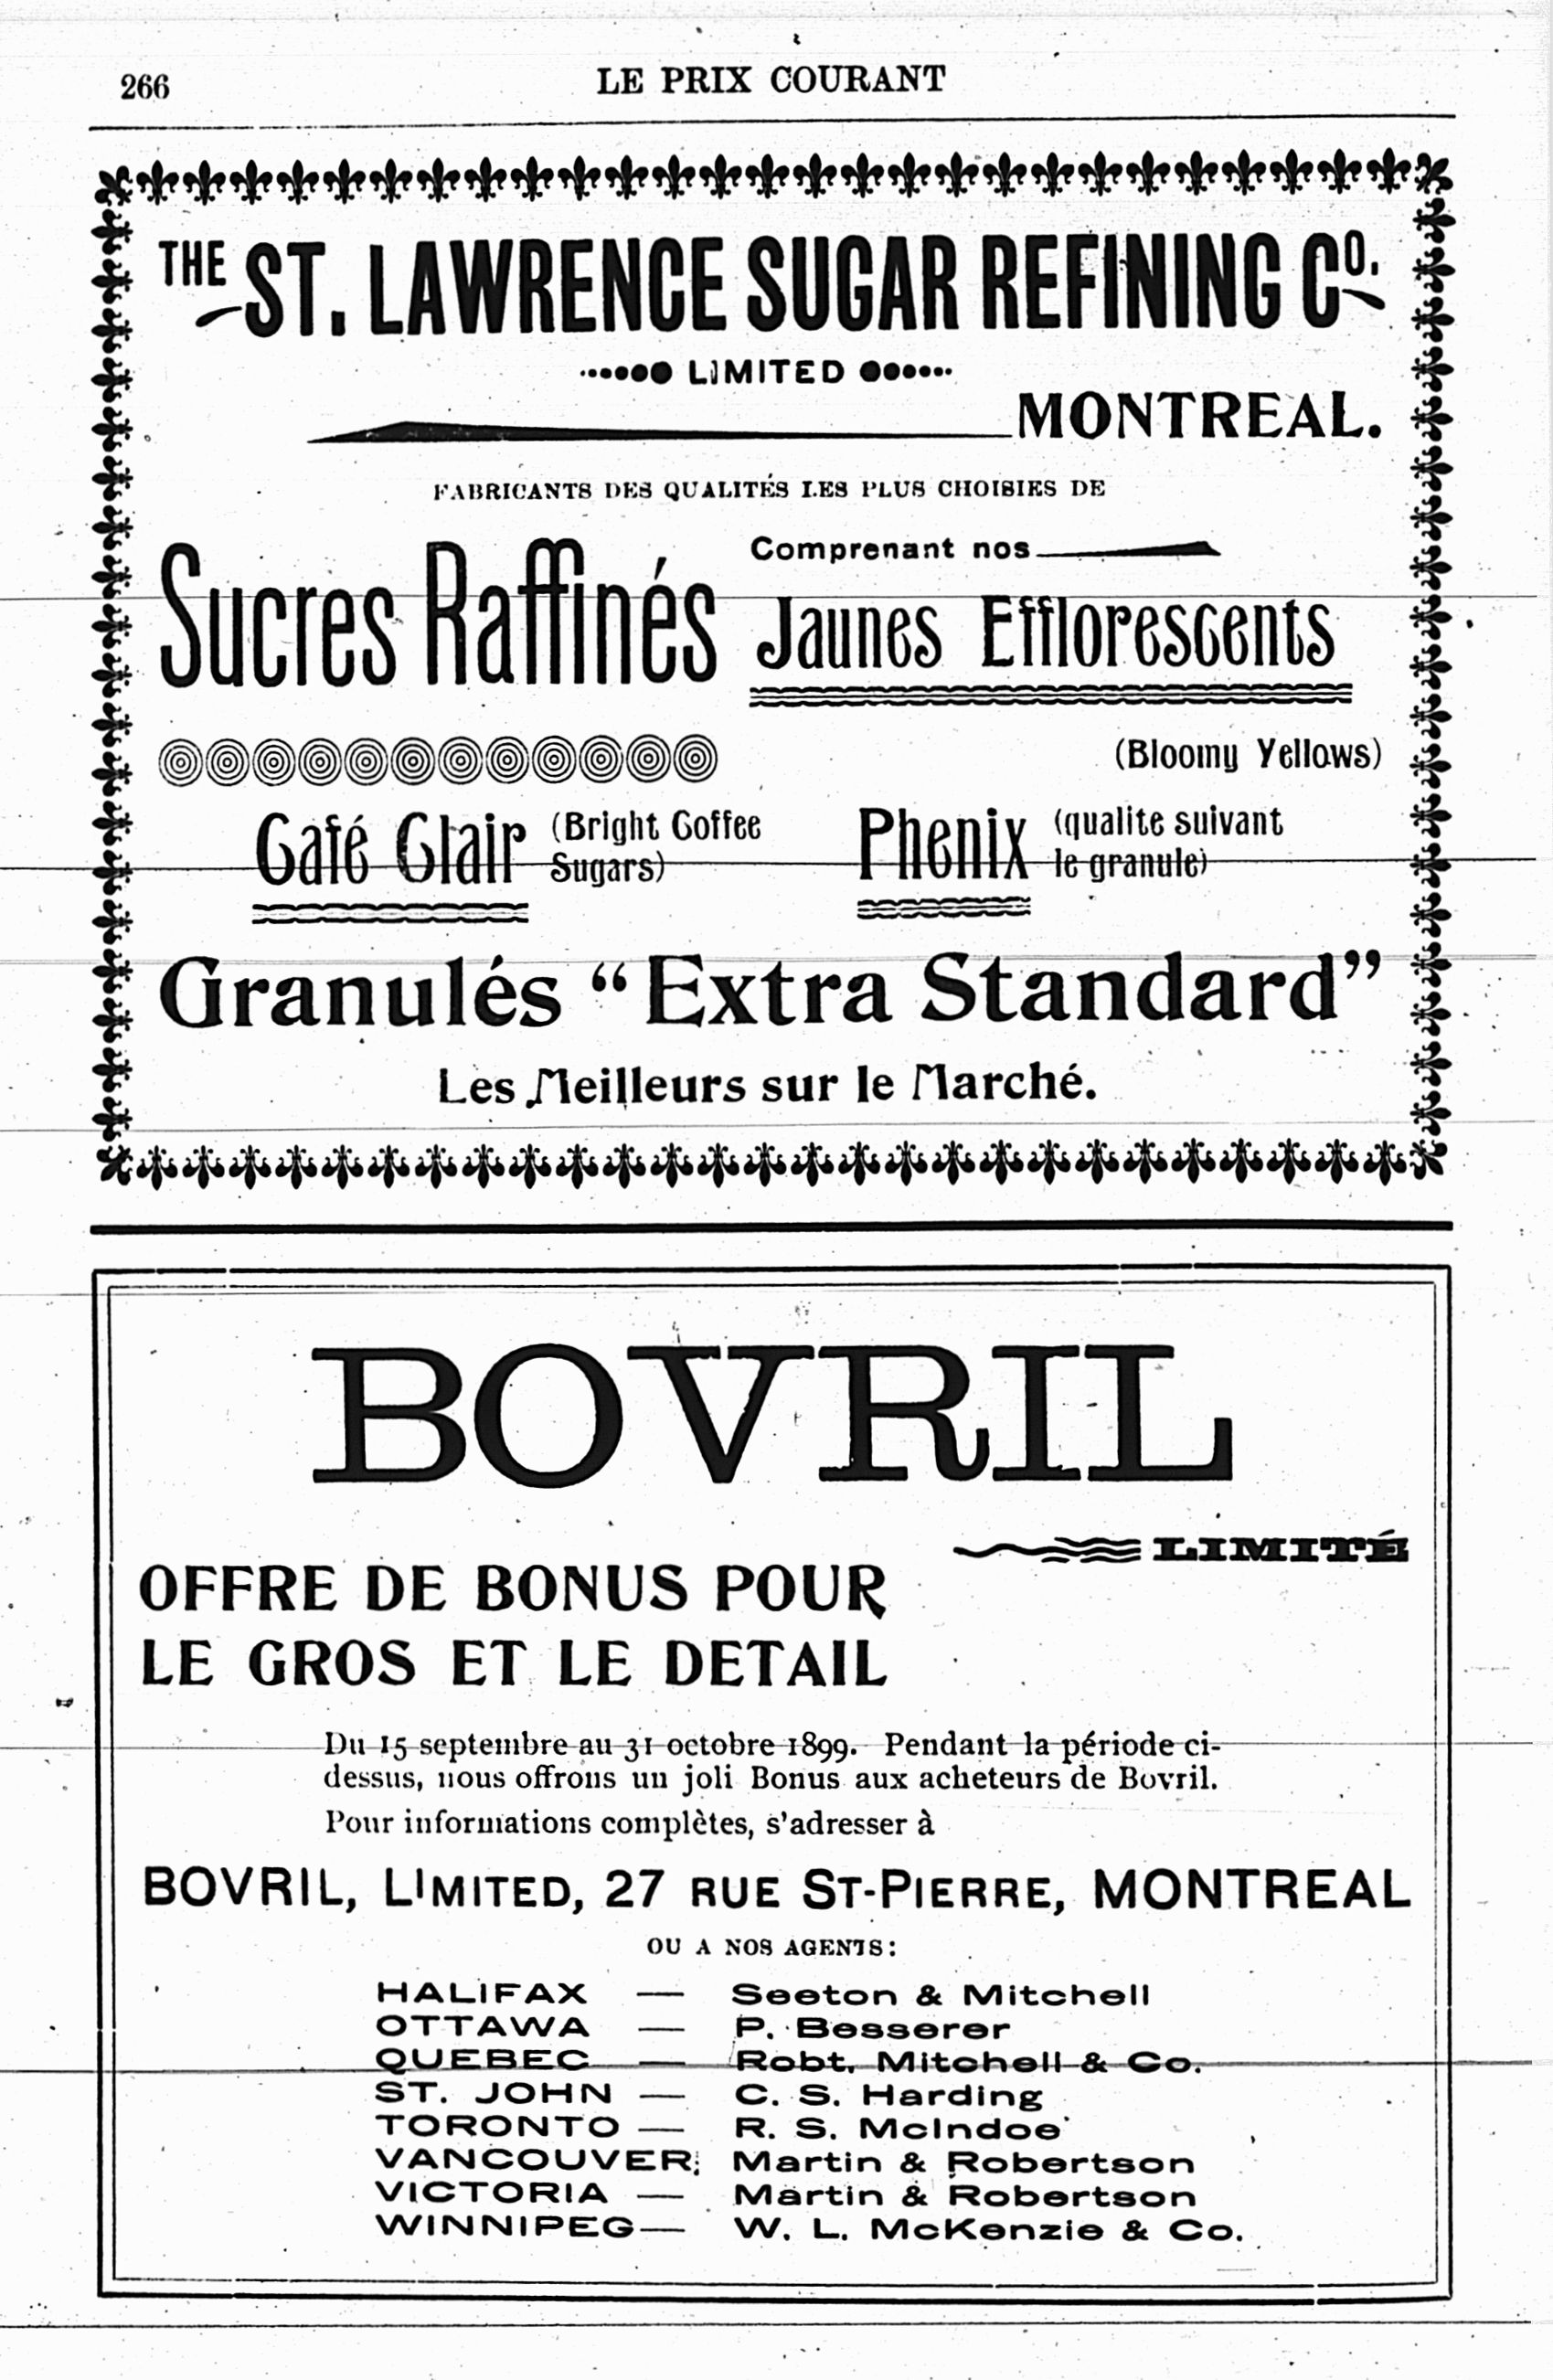 266
LE PRIX COURANT
THE ST. LAWRENCE SUGAR REFINING CO.
LIMITED
MONTREAL.
FABRICANTS DES QUALITÉS LES PLUS CHOISIES DE
Sucres Raffinés
Comprenant nos
Jaunes Efflorescents
(Bloomy Yellows)
Café Clair (Bright Coffee
Sugars)
Phenix (qualite suivant
le granule)
Granulés “Extra Standard”
Les Meilleurs sur le Marché.
BOVRIL
LIMITÉ
OFFRE DE BONUS POUR
LE GROS ET LE DETAIL
Du 15 septembre au 31 octobre 1899. Pendant la période ci-
dessus, nous offrons un joli Bonus aux acheteurs de Bovril.
Pour informations complètes, s'adresser à
BOVRIL, LIMITED, 27 RUE ST-PIERRE, MONTREAL
OU A NOS AGENTS:
HALIFAX — Seeton & Mitchell
OTTAWA — P. Besserer
QUEBEC — Robt. Mitchell & Co.
ST. JOHN — C. S. Harding
TORONTO — R. S. McIndoe
VANCOUVER; Martin & Robertson
VICTORIA — Martin & Robertson
WINNIPEG — W. L. McKenzie & Co.